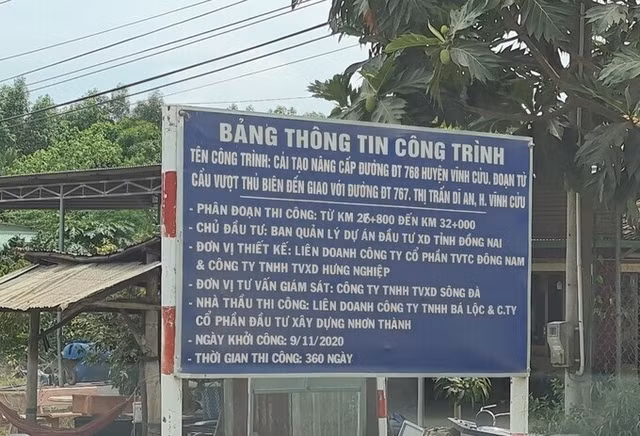 BẢNG THÔNG TIN CÔNG TRÌNH
TÊN CÔNG TRÌNH: CẢI TẠO NÂNG CẤP ĐƯỜNG ĐT 768 HUYỆN VĨNH CỬU. ĐOẠN TỪ
CẦU VƯỢT THỦ BIÊN ĐẾN GIAO VỚI ĐƯỜNG ĐT 767. THỊ TRẤN DĨ AN, H. VĨNH CỬU
- PHÂN ĐOẠN THI CÔNG: TỪ KM 26+800 ĐẾN KM 32+000
- CHỦ ĐẦU TƯ: BAN QUẢN LÝ DỰ ÁN ĐẦU TƯ XD TỈNH ĐỒNG NAI
- ĐƠN VỊ THIẾT KẾ: LIÊN DOANH CÔNG TY CỔ PHẦN TVTC ĐÔNG NAM
& CÔNG TY TNHH TVXD HƯNG NGHIỆP
- ĐƠN VỊ TƯ VẤN GIÁM SÁT: CÔNG TY TNHH TVXD SÔNG ĐÀ
- NHÀ THẦU THI CÔNG: LIÊN DOANH CÔNG TY TNHH BÁ LỘC & C.TY
CỔ PHẦN ĐẦU TƯ XÂY DỰNG NHƠN THÀNH
- NGÀY KHỞI CÔNG: 9/11/2020
- THỜI GIAN THI CÔNG: 360 NGÀY